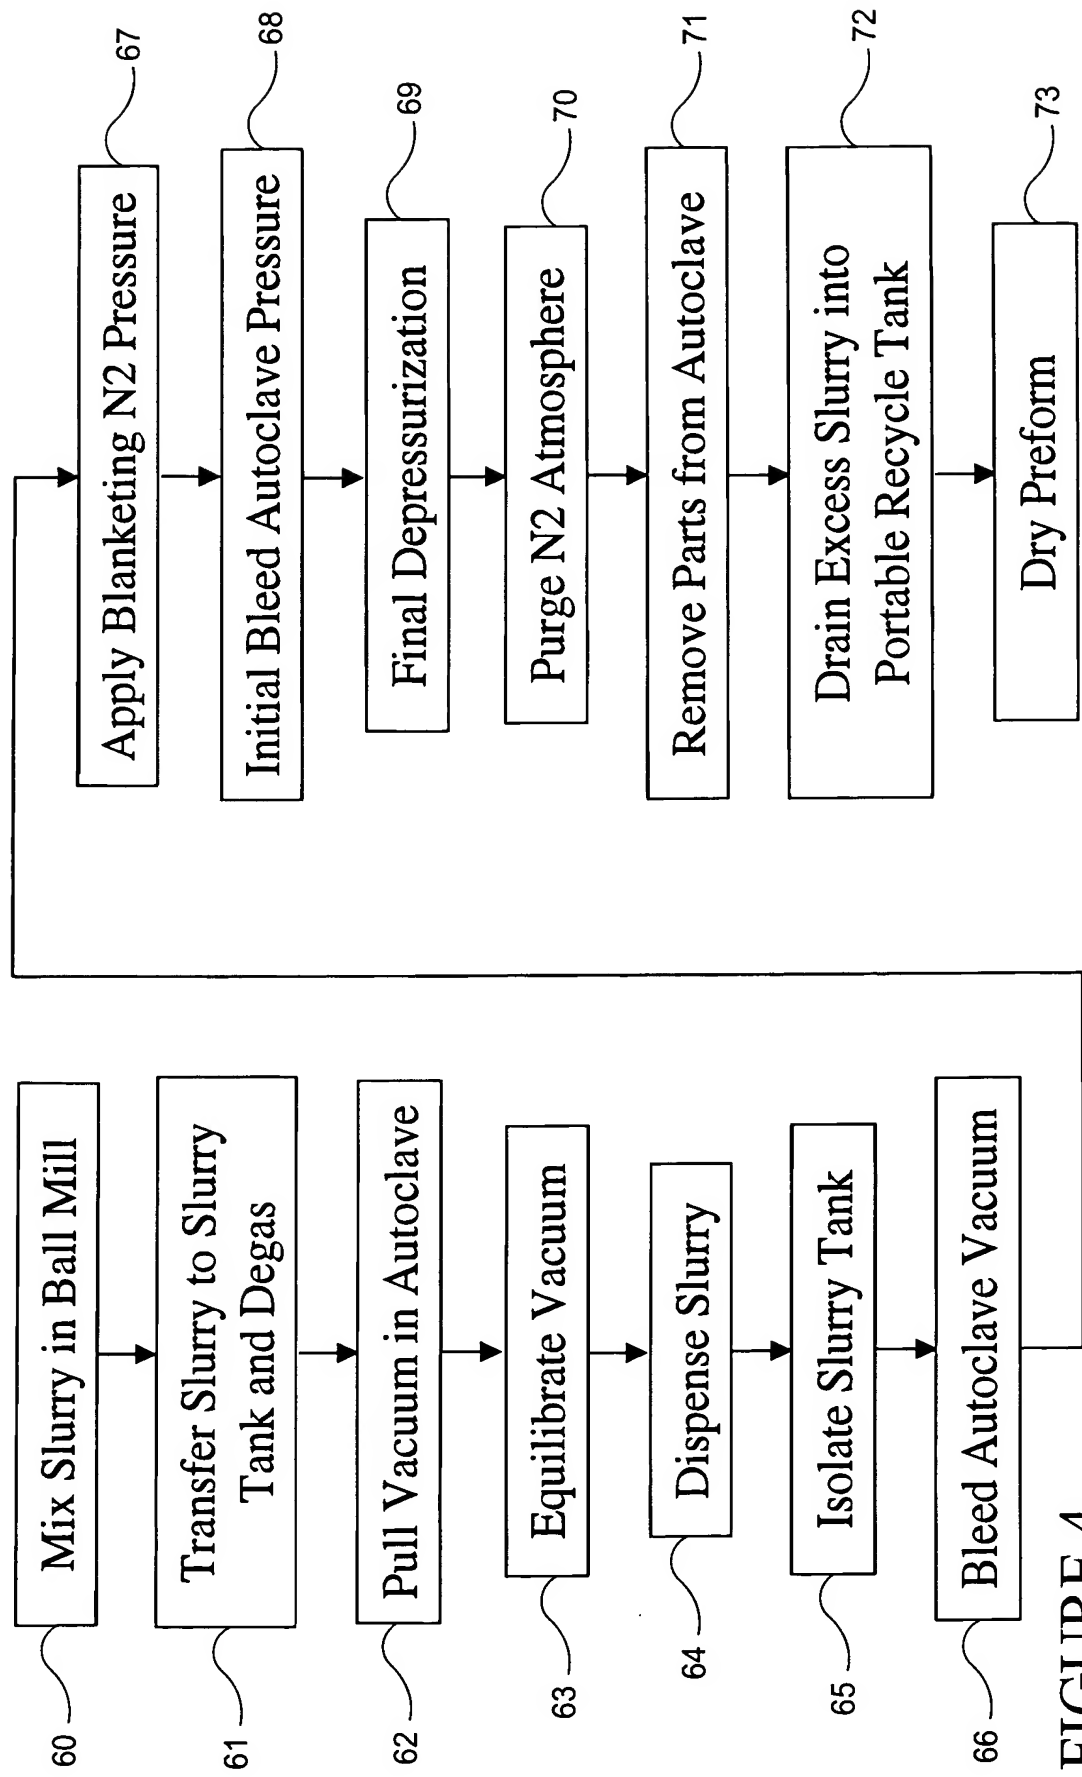 60
Mix Slurry in Ball Mill
61
Transfer Slurry to Slurry
Tank and Degas
62
Pull Vacuum in Autoclave
63
Equilibrate Vacuum
64
Dispense Slurry
65
Isolate Slurry Tank
66
Bleed Autoclave Vacuum
Apply Blanketing N2 Pressure
67
Initial Bleed Autoclave Pressure
68
Final Depressurization
69
Purge N2 Atmosphere
70
Remove Parts from Autoclave
71
Drain Excess Slurry into
Portable Recycle Tank
72
Dry Preform
73
FIGURE 4